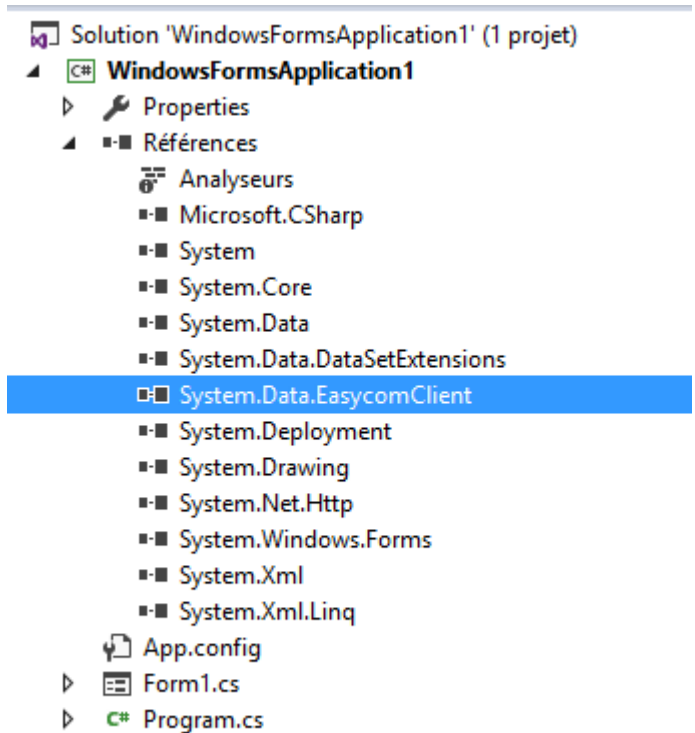 Solution 'WindowsFormsApplication1' (1 projet)
C# WindowsFormsApplication1
Properties
Références
Analyseurs
Microsoft.CSharp
System
System.Core
System.Data
System.Data.DataSetExtensions
System.Data.EasycomClient
System.Deployment
System.Drawing
System.Net.Http
System.Windows.Forms
System.Xml
System.Xml.Linq
App.config
Form1.cs
C# Program.cs